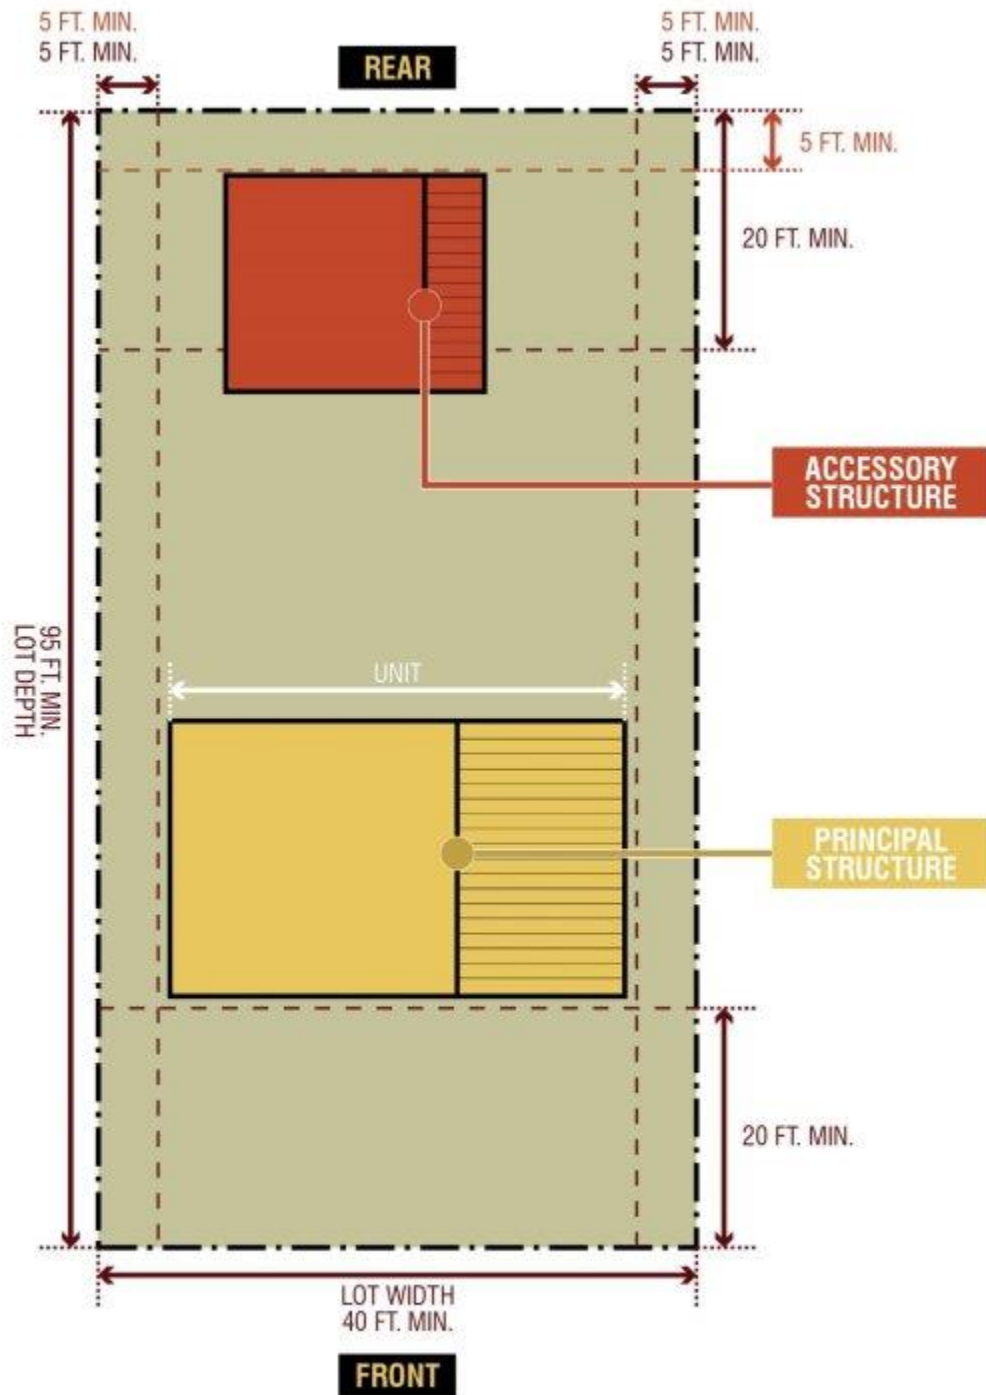 5 FT. MIN.
5 FT. MIN.
5 FT. MIN.
5 FT. MIN.
REAR
5 FT. MIN.
20 FT. MIN.
ACCESSORY
STRUCTURE
95 FT. MIN.
LOT DEPTH
UNIT
PRINCIPAL
STRUCTURE
20 FT. MIN.
LOT WIDTH
40 FT. MIN.
FRONT